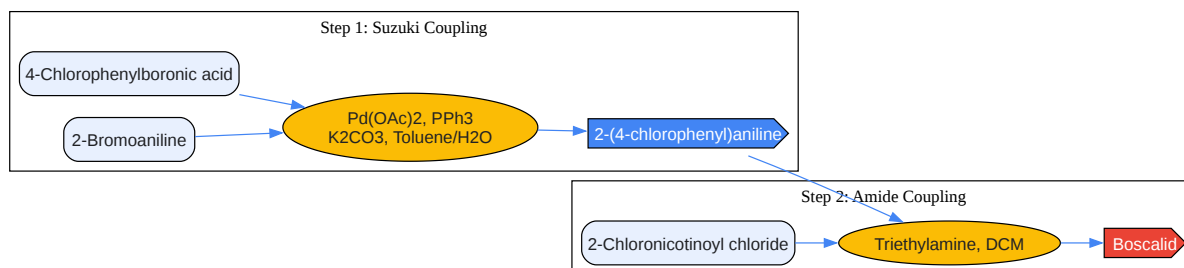 Step 1: Suzuki Coupling
4-Chlorophenylboronic acid
2-Bromoaniline
Pd(OAc)2, PPh3
K2CO3, Toluene/H2O
2-(4-chlorophenyl)aniline
Step 2: Amide Coupling
2-Chloronicotinoyl chloride
Triethylamine, DCM
Boscalid